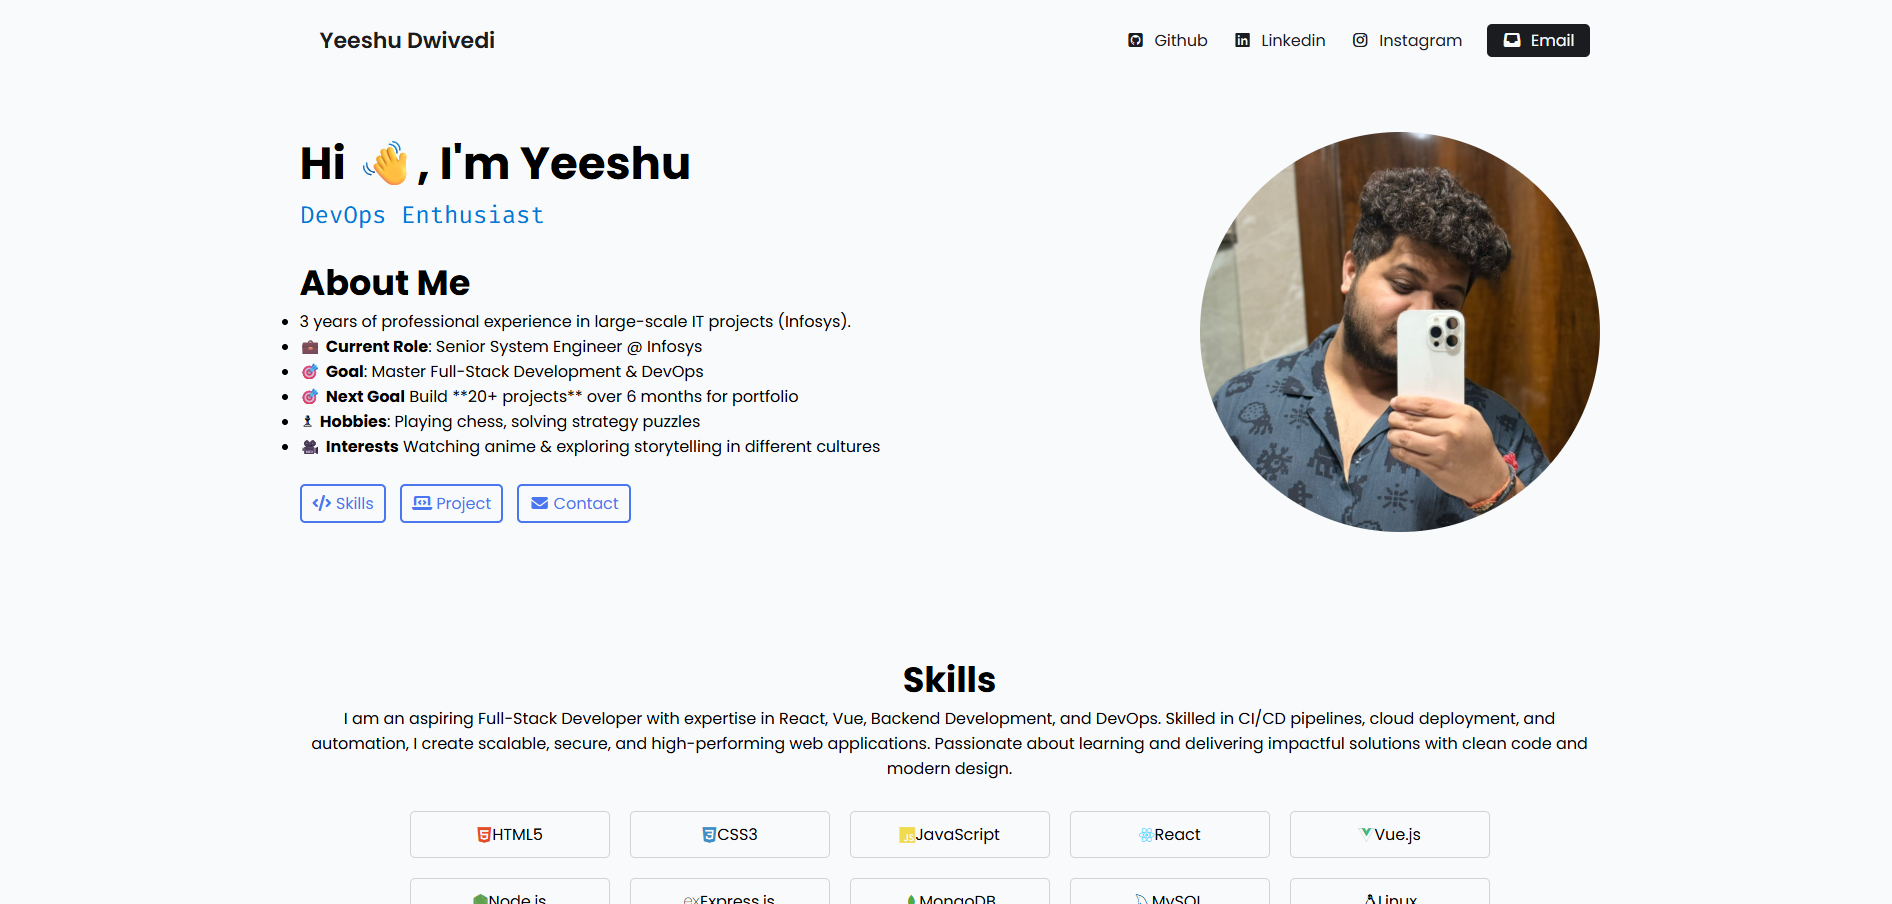 Yeeshu Dwivedi
Github Linkedin Instagram Email
Hi 👋, I'm Yeeshu
DevOps Enthusiast
About Me
3 years of professional experience in large-scale IT projects (Infosys).
💼 Current Role: Senior System Engineer @ Infosys
🎯 Goal: Master Full-Stack Development & DevOps
🎯 Next Goal Build **20+ projects** over 6 months for portfolio
♟ Hobbies: Playing chess, solving strategy puzzles
🎥 Interests Watching anime & exploring storytelling in different cultures
Skills Project Contact
Skills
I am an aspiring Full-Stack Developer with expertise in React, Vue, Backend Development, and DevOps. Skilled in CI/CD pipelines, cloud deployment, and
automation, I create scalable, secure, and high-performing web applications. Passionate about learning and delivering impactful solutions with clean code and
modern design.
HTML5 CSS3 JavaScript React Vue.js
Node.js Express.js MongoDB MySQL Linux